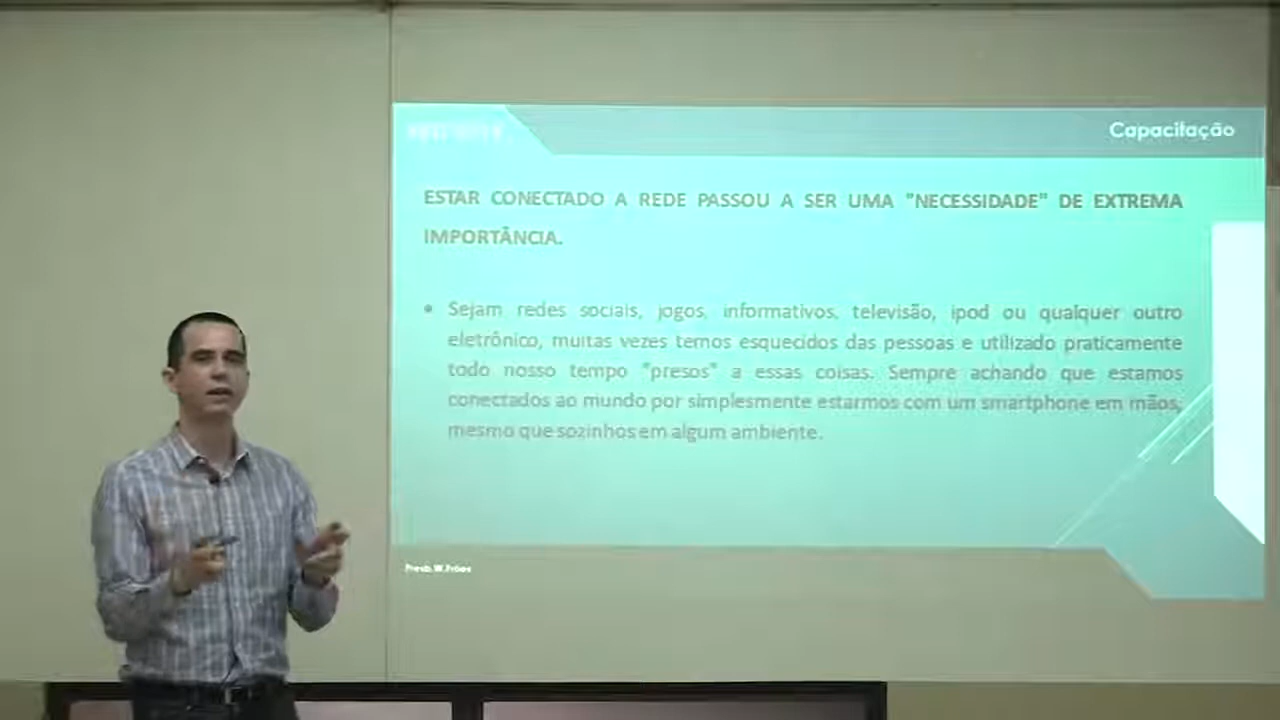 Capacitação
ESTAR CONECTADO A REDE PASSOU A SER UMA "NECESSIDADE" DE EXTREMA
IMPORTÂNCIA.
• Sejam redes sociais, jogos, informativos, televisão, ipod ou qualquer outro
eletrônico, muitas vezes temos esquecidos das pessoas e utilizado praticamente
todo nosso tempo "presos" a essas coisas. Sempre achando que estamos
conectados ao mundo por simplesmente estarmos com um smartphone em mãos,
mesmo que sozinhos em algum ambiente.
Presb. W. Fróes